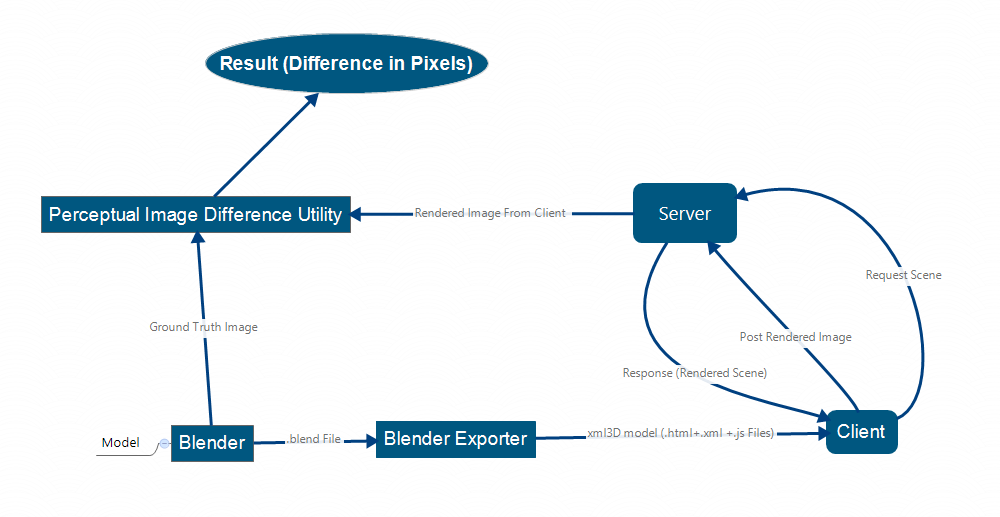 Result (Difference in Pixels)
Perceptual Image Difference Utility
Rendered Image From Client
Server
Request Scene
Ground Truth Image
Post Rendered Image
Response (Rendered Scene)
Model
Blender
.blend File
Blender Exporter
xml3D model (.html+.xml +.js Files)
Client